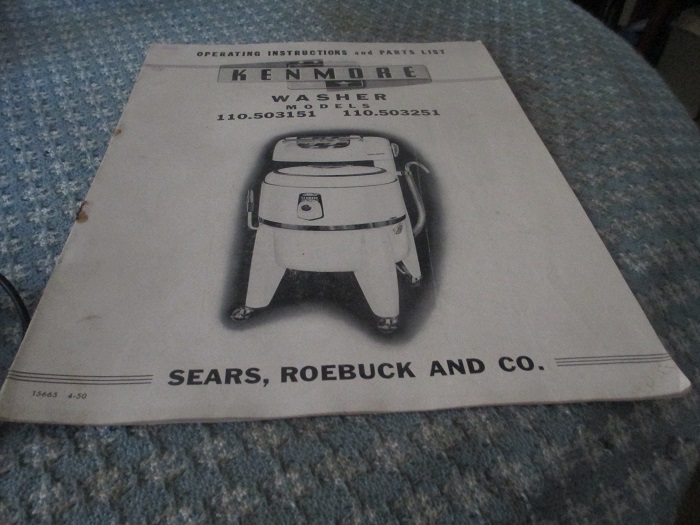 OPERATING INSTRUCTIONS and PARTS LIST
KENMORE
WASHER
MODELS
110.503151 110.503251
SEARS, ROEBUCK AND CO.
15665 4-50